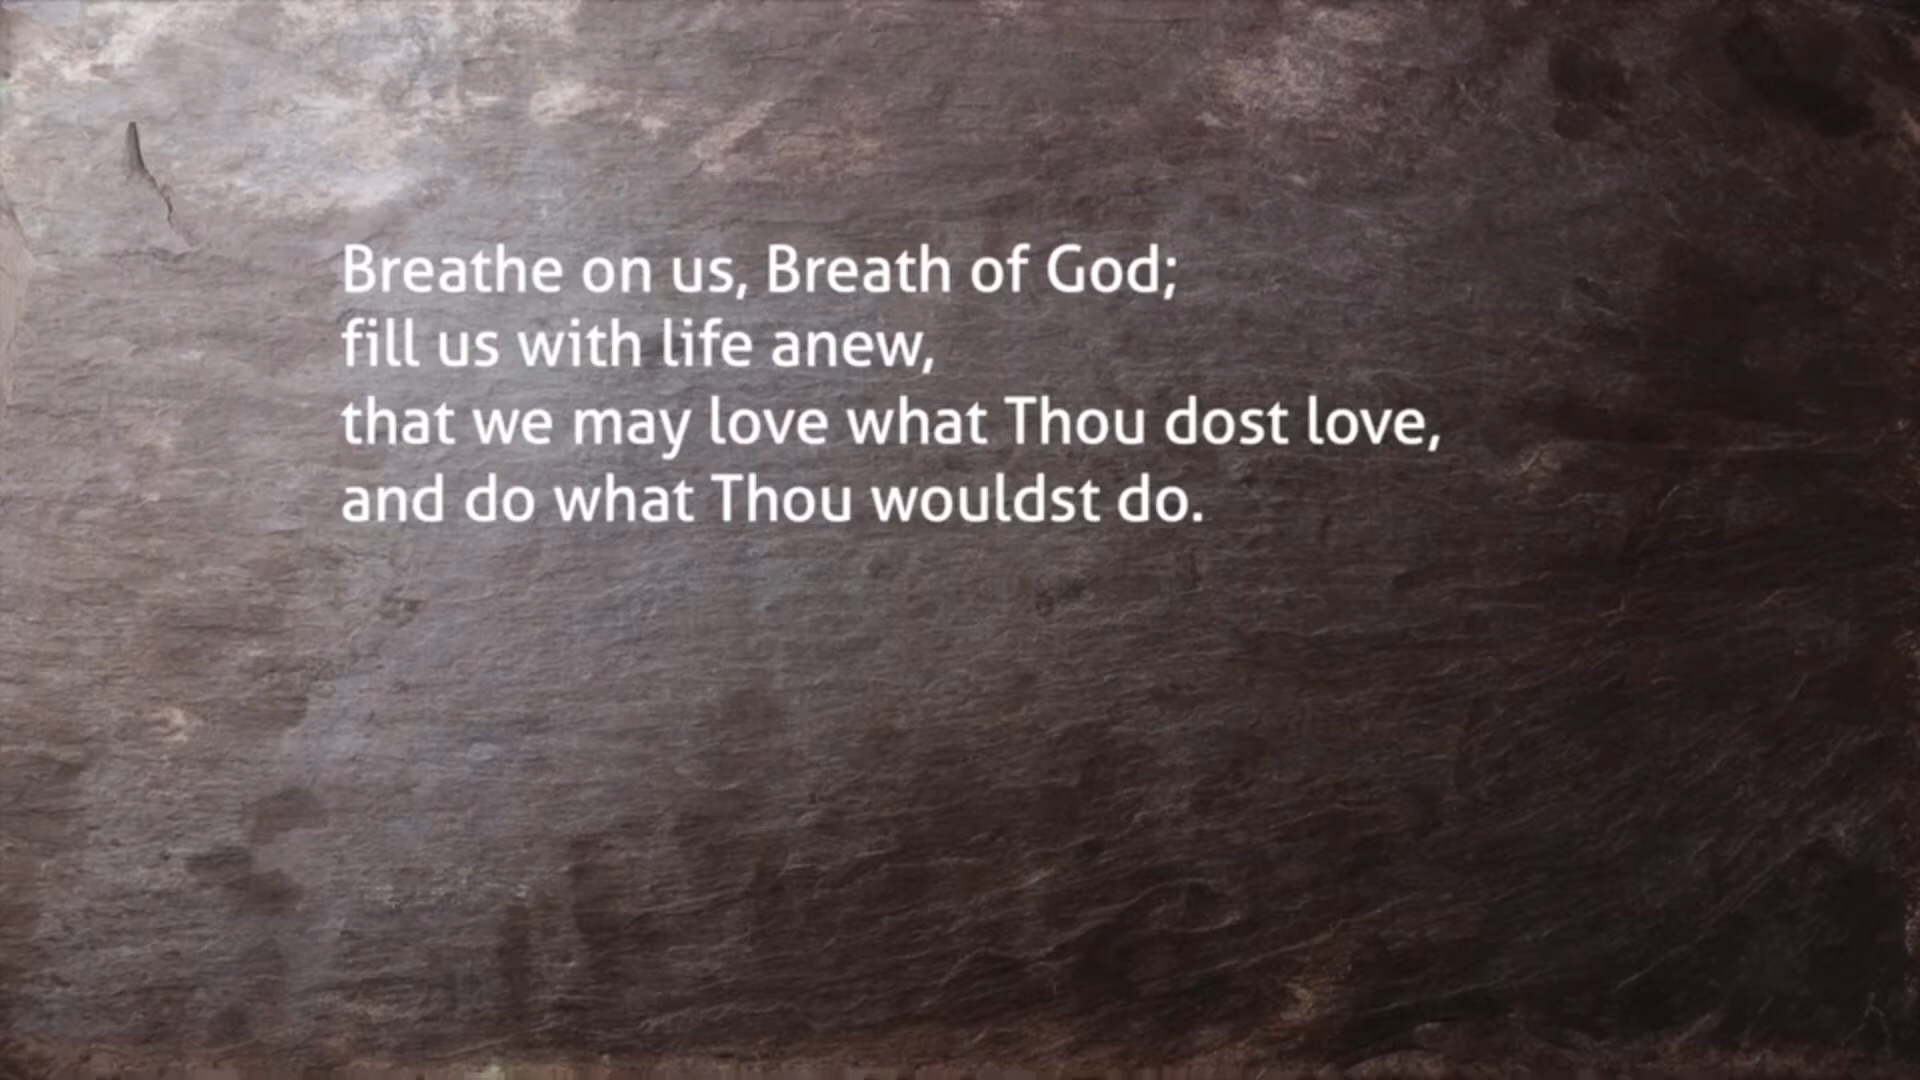 Breathe on us, Breath of God;
fill us with life anew,
that we may love what Thou dost love,
and do what Thou wouldst do.